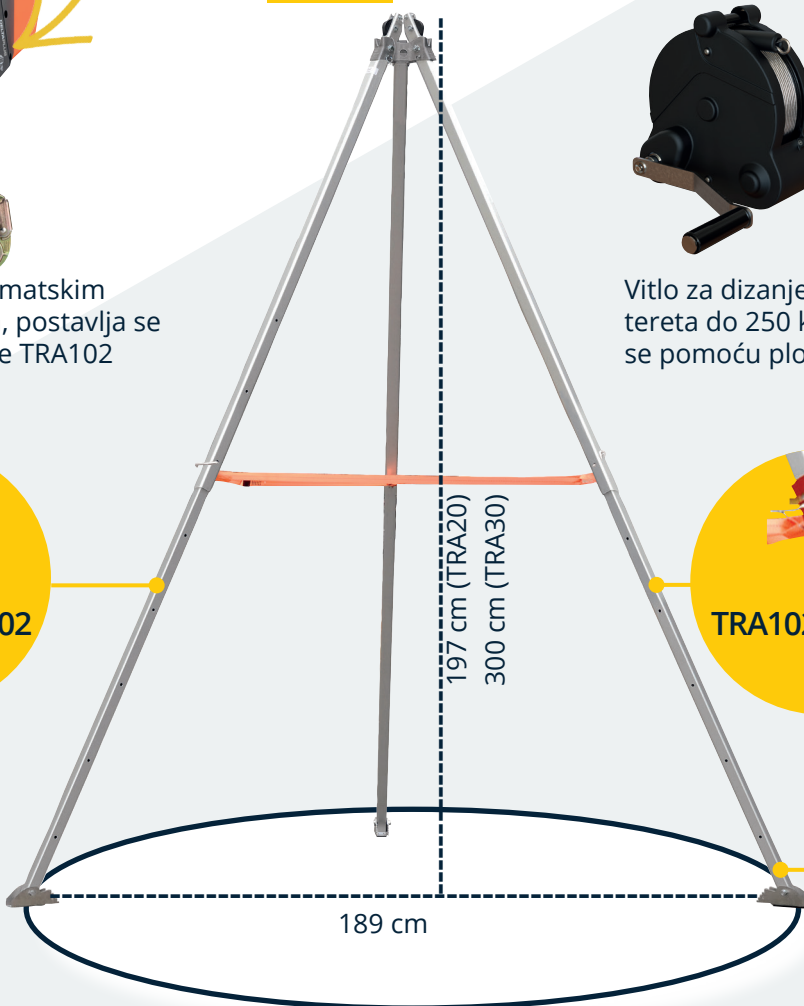 matskim
, postavlja se
e TRA102
Vitlo za dizanje
tereta do 250 k
se pomoću plo
197 cm (TRA20)
300 cm (TRA30)
02
TRA102
189 cm